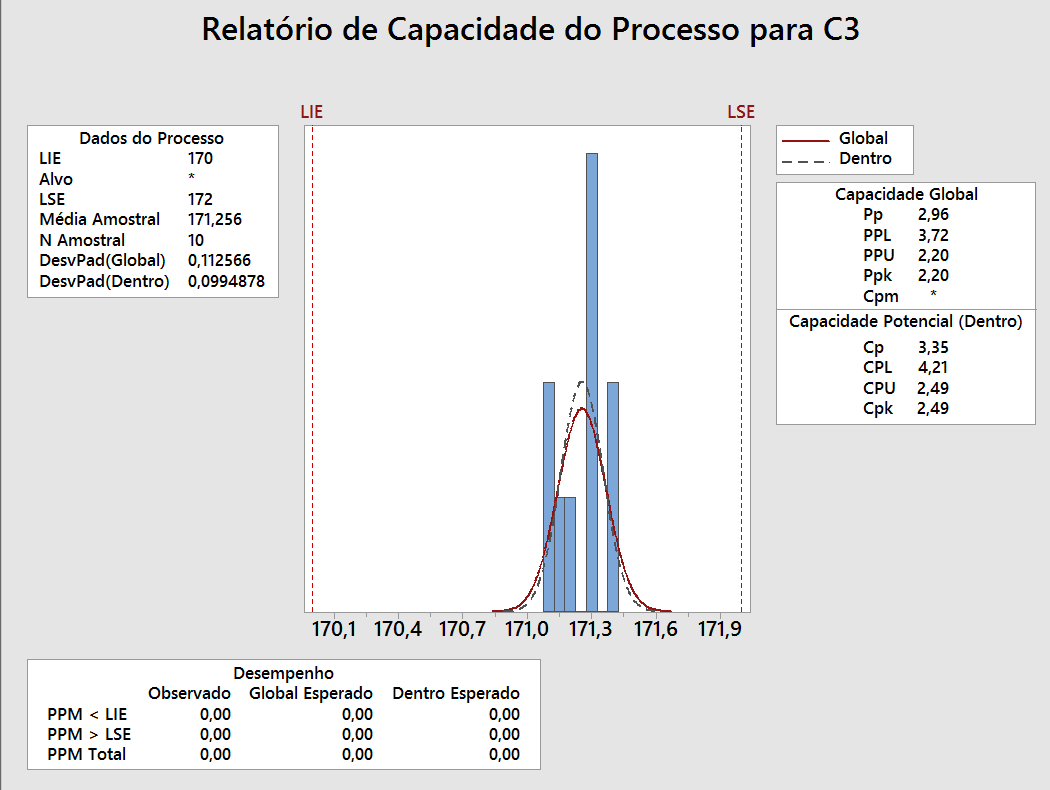 Relatório de Capacidade do Processo para C3
LIE
LSE
Dados do Processo
LIE 170
Alvo *
LSE 172
Média Amostral 171,256
N Amostral 10
DesvPad(Global) 0,112566
DesvPad(Dentro) 0,0994878
Global
Dentro
Capacidade Global
Pp 2,96
PPL 3,72
PPU 2,20
Ppk 2,20
Cpm *
Capacidade Potencial (Dentro)
Cp 3,35
CPL 4,21
CPU 2,49
Cpk 2,49
170,1 170,4 170,7 171,0 171,3 171,6 171,9
Desempenho
Observado Global Esperado Dentro Esperado
PPM < LIE 0,00 0,00 0,00
PPM > LSE 0,00 0,00 0,00
PPM Total 0,00 0,00 0,00